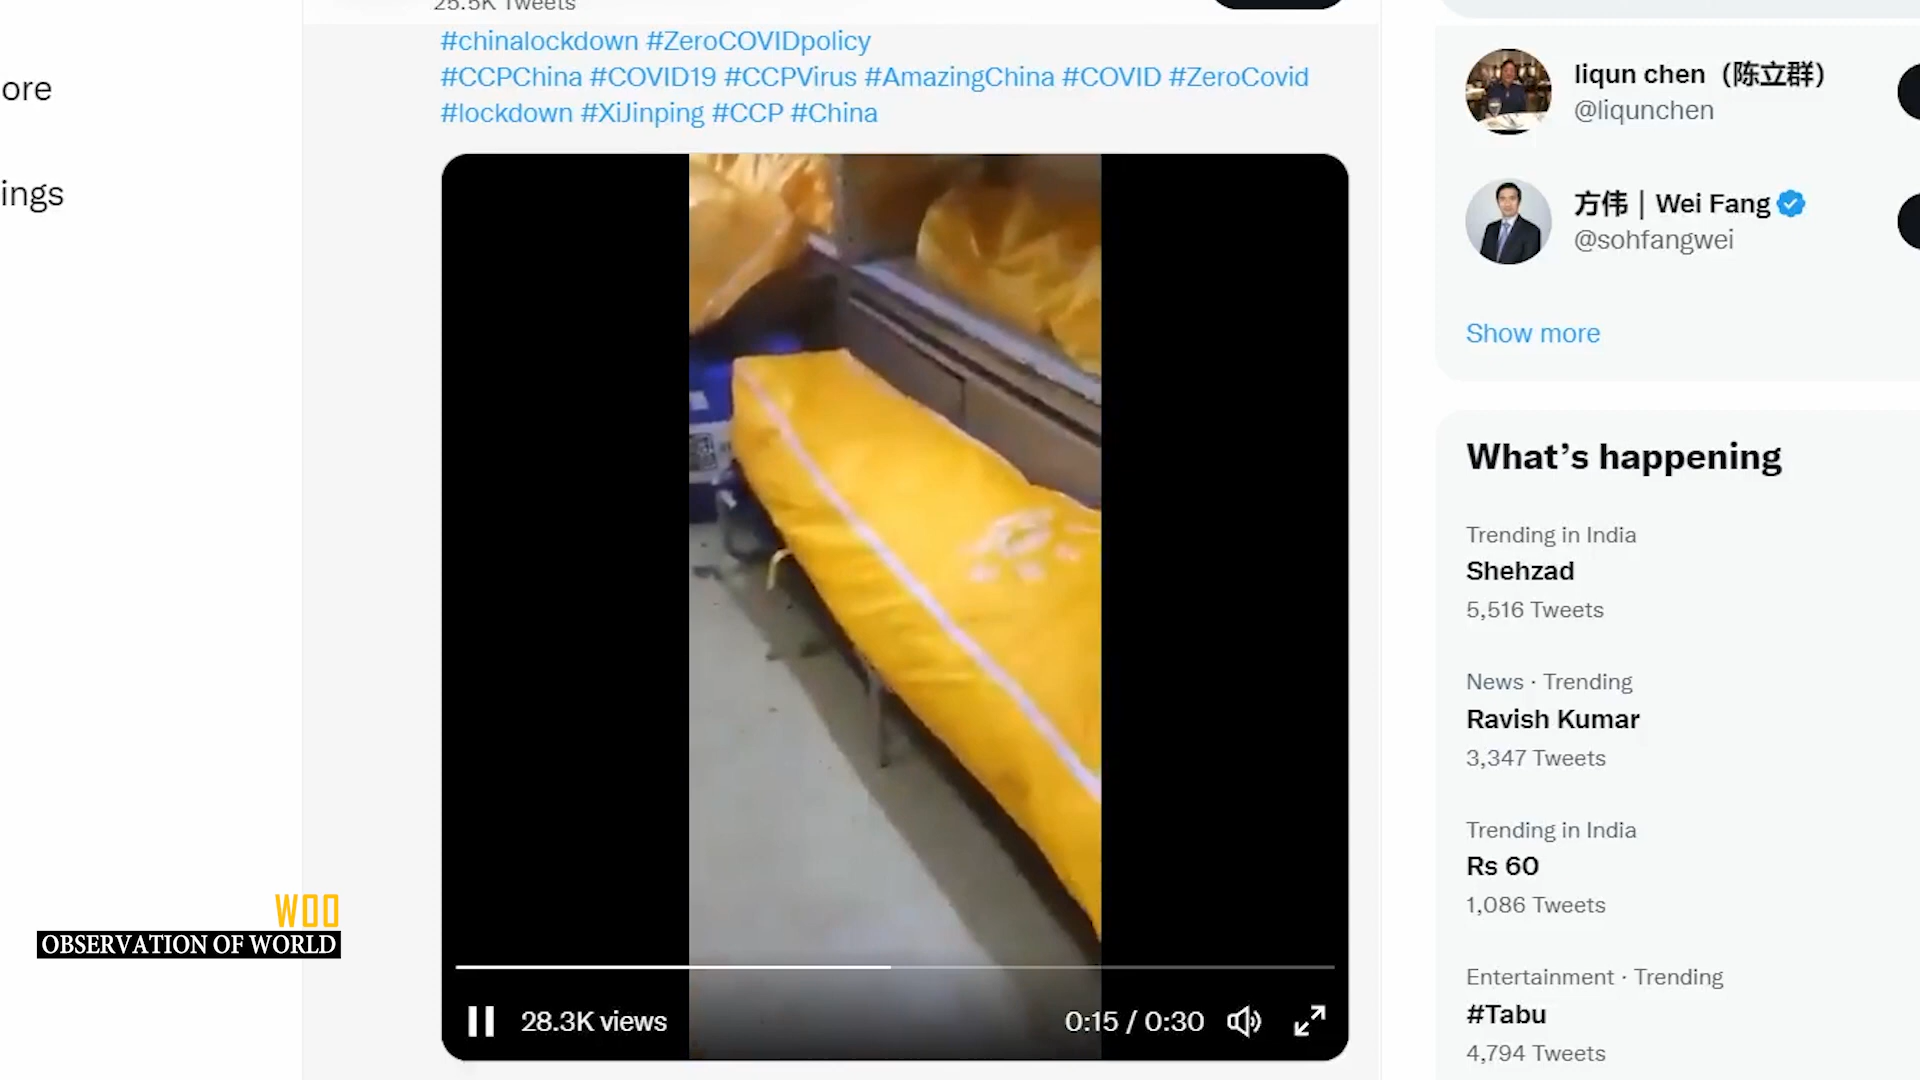 25.5K Tweets
#chinalockdown #ZeroCOVIDpolicy
#CCPChina #COVID19 #CCPVirus #AmazingChina #COVID #ZeroCovid
#lockdown #XiJinping #CCP #China
ore
ings
28.3K views
0:15 / 0:30
WOO
OBSERVATION OF WORLD
liqun chen（陈立群）
@liqunchen
方伟｜Wei Fang
@sohfangwei
Show more
What’s happening
Trending in India
Shehzad
5,516 Tweets
News · Trending
Ravish Kumar
3,347 Tweets
Trending in India
Rs 60
1,086 Tweets
Entertainment · Trending
#Tabu
4,794 Tweets